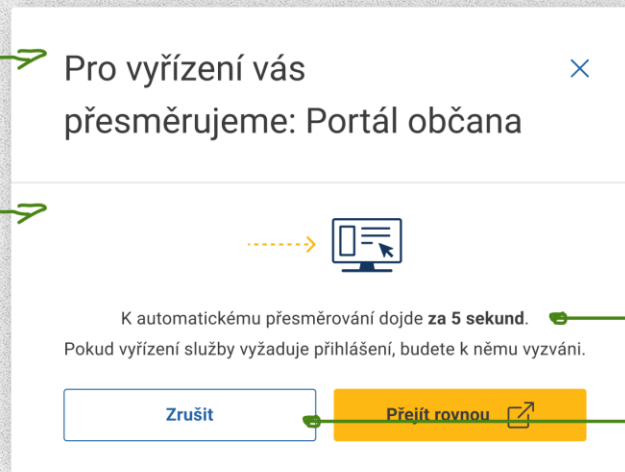 Pro vyřízení vás
přesměrujeme: Portál občana
K automatickému přesměrování dojde za 5 sekund.
Pokud vyřízení služby vyžaduje přihlášení, budete k němu vyzváni.
Zrušit
Přejít rovnou